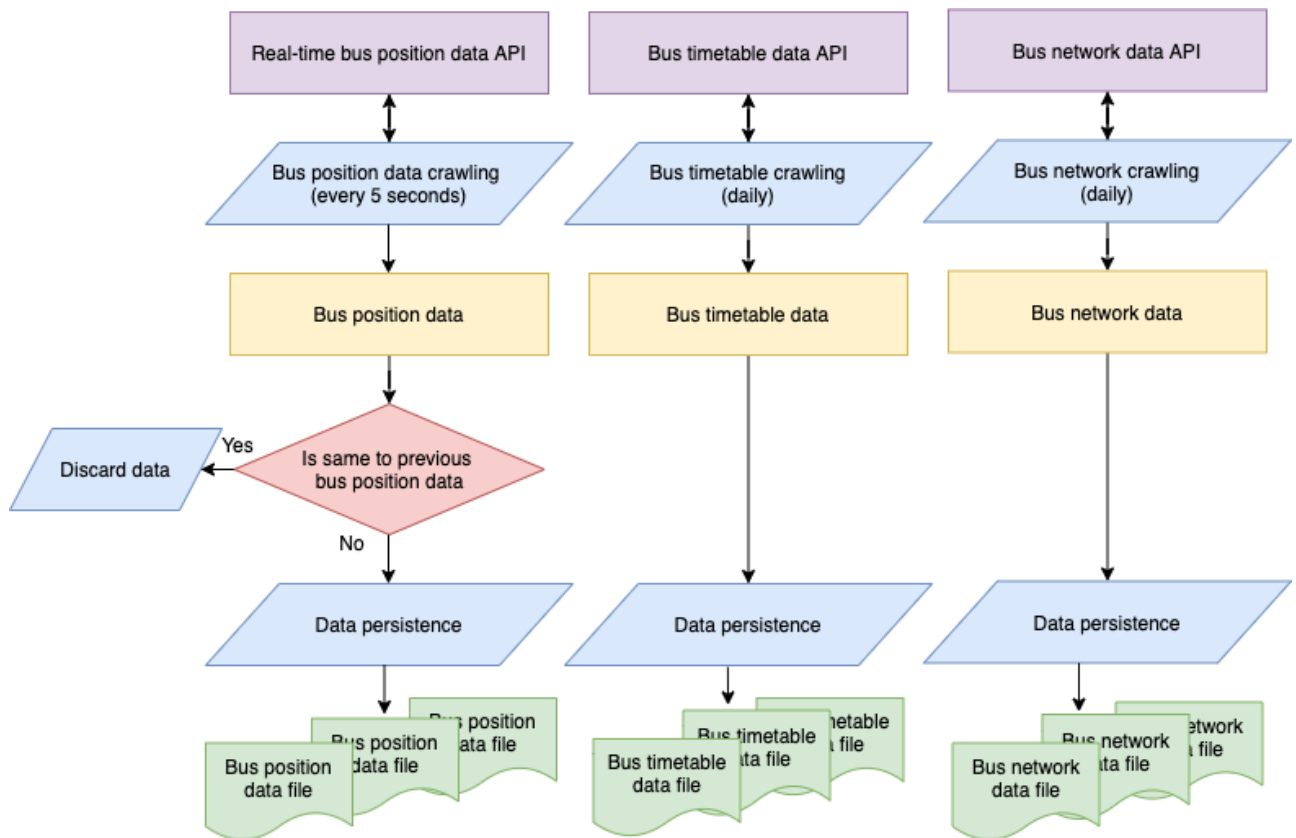 Real-time bus position data API
Bus timetable data API
Bus network data API
Bus position data crawling
(every 5 seconds)
Bus timetable crawling
(daily)
Bus network crawling
(daily)
Bus position data
Bus timetable data
Bus network data
Yes
Discard data
Is same to previous
bus position data
No
Data persistence
Data persistence
Data persistence
Bus position
data file
Bus position
data file
Bus position
data file
Bus timetable
data file
Bus timetable
data file
metable
file
Bus network
data file
Bus network
data file
network
file